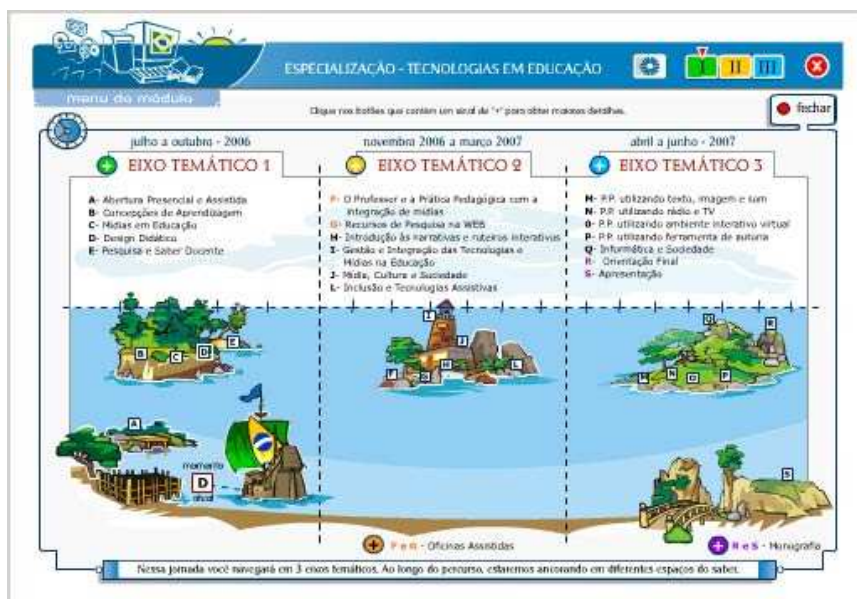 ESPECIALIZAÇÃO - TECNOLOGIAS EM EDUCAÇÃO
I II III
menu do módulo
Clique nos botões que contêm um sinal de "+" para obter maiores detalhes.
fechar
julho a outubro - 2006
EIXO TEMÁTICO 1
A- Abertura Presencial e Assistida
B- Concepções de Aprendizagem
C- Mídias em Educação
D- Design Didático
E- Pesquisa e Saber Docente
novembro 2006 a março 2007
EIXO TEMÁTICO 2
F- O Professor e a Prática Pedagógica com a
integração de mídias
G- Recursos de Pesquisa na WEB
H- Introdução às narrativas e roteiros interativos
I- Gestão e Integração das Tecnologias e
Mídias na Educação
J- Mídia, Cultura e Sociedade
L- Inclusão e Tecnologias Assistivas
abril a junho - 2007
EIXO TEMÁTICO 3
M- P.P. utilizando texto, imagem e som
N- P.P. utilizando rádio e TV
O- P.P. utilizando ambiente interativo virtual
P- P.P. utilizando ferramenta de autoria
Q- Informática e Sociedade
R- Orientação Final
S- Apresentação
B C D E
A
momento
D
atual
I
J
F G H L
Q R
M N O P
S
- Oficinas Assistidas
R e S - Monografia
Nessa jornada você navegará em 3 eixos temáticos. Ao longo do percurso, estaremos ancorando em diferentes espaços do saber.